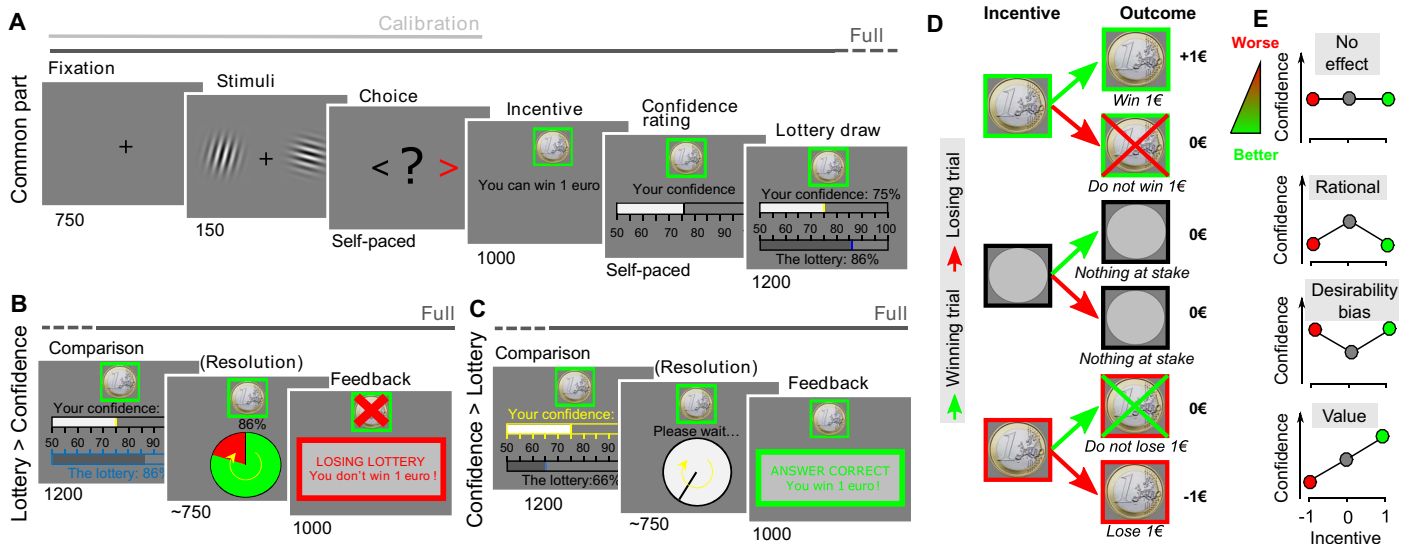 A
Calibration
Full
Common part
Fixation
+
750
Stimuli
+
150
Choice
< ? >
Self-paced
Incentive
You can win 1 euro
1000
Confidence
rating
Your confidence
50 60 70 80 90
Self-paced
Lottery draw
Your confidence: 75%
50 60 70 80 90 100
The lottery: 86%
1200
B
Full
Lottery > Confidence
Comparison
Your confidence:
50 60 70 80 90
The lottery: 86%
1200
(Resolution)
86%
~750
Feedback
LOSING LOTTERY
You don't win 1 euro !
1000
C
Full
Confidence > Lottery
Comparison
Your confidence:
50 60 70 80 90
The lottery:66%
1200
(Resolution)
Please wait...
~750
Feedback
ANSWER CORRECT
You win 1 euro !
1000
D
Incentive
Outcome
Winning trial
Losing trial
+1€
Win 1€
0€
Do not win 1€
0€
Nothing at stake
0€
Nothing at stake
0€
Do not lose 1€
-1€
Lose 1€
E
Worse
Better
No
effect
Confidence
Rational
Confidence
Desirability
bias
Confidence
Value
Confidence
-1 0 1
Incentive